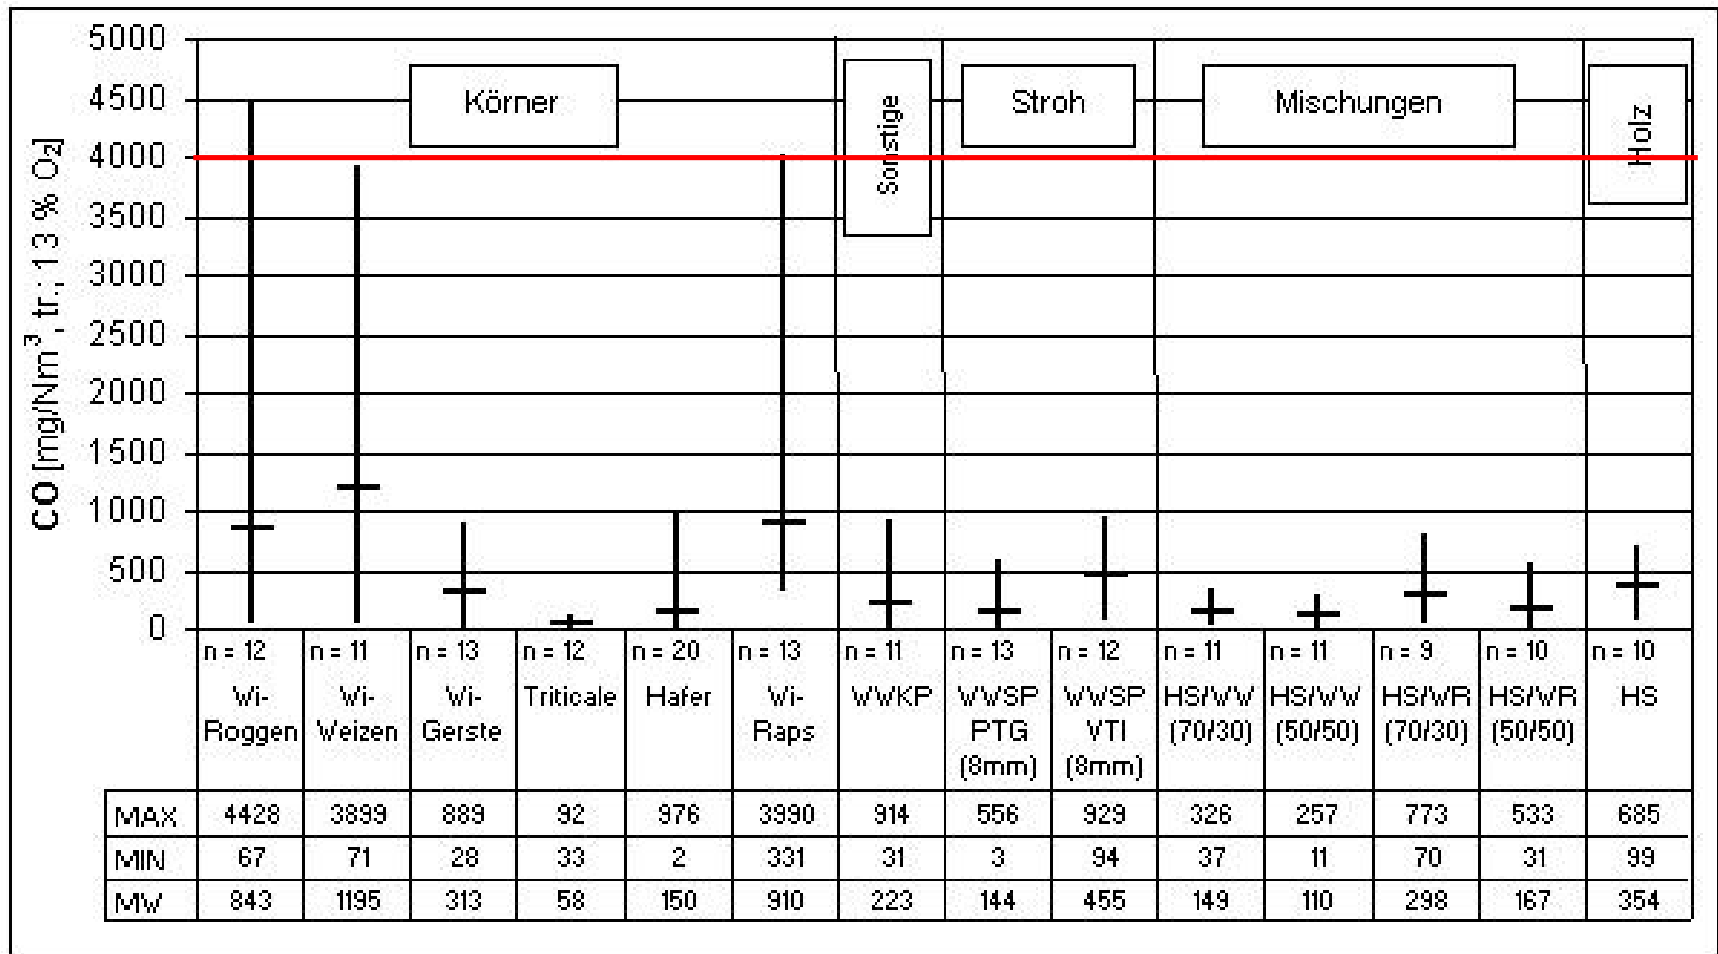 CO [mg/Nm³, tr.; 13 % O₂]
5000
4500
4000
3500
3000
2500
2000
1500
1000
500
0
Körner
Sonstige
Stroh
Mischungen
Holz
n = 12 n = 11 n = 13 n = 12 n = 20 n = 13 n = 11 n = 13 n = 12 n = 11 n = 11 n = 9 n = 10 n = 10
Wi- Wi- Wi- Triticale Hafer Wi- WWKP WWSP WWSP HS/WW HS/WW HS/WR HS/WR HS
Roggen Weizen Gerste Raps PTG VTI (70/30) (50/50) (70/30) (50/50)
(8mm) (8mm)
MAX 4428 3899 889 92 976 3990 914 556 929 326 257 773 533 685
MIN 67 71 28 33 2 331 31 3 94 37 11 70 31 99
MW 843 1195 313 58 150 910 223 144 455 149 110 298 167 354